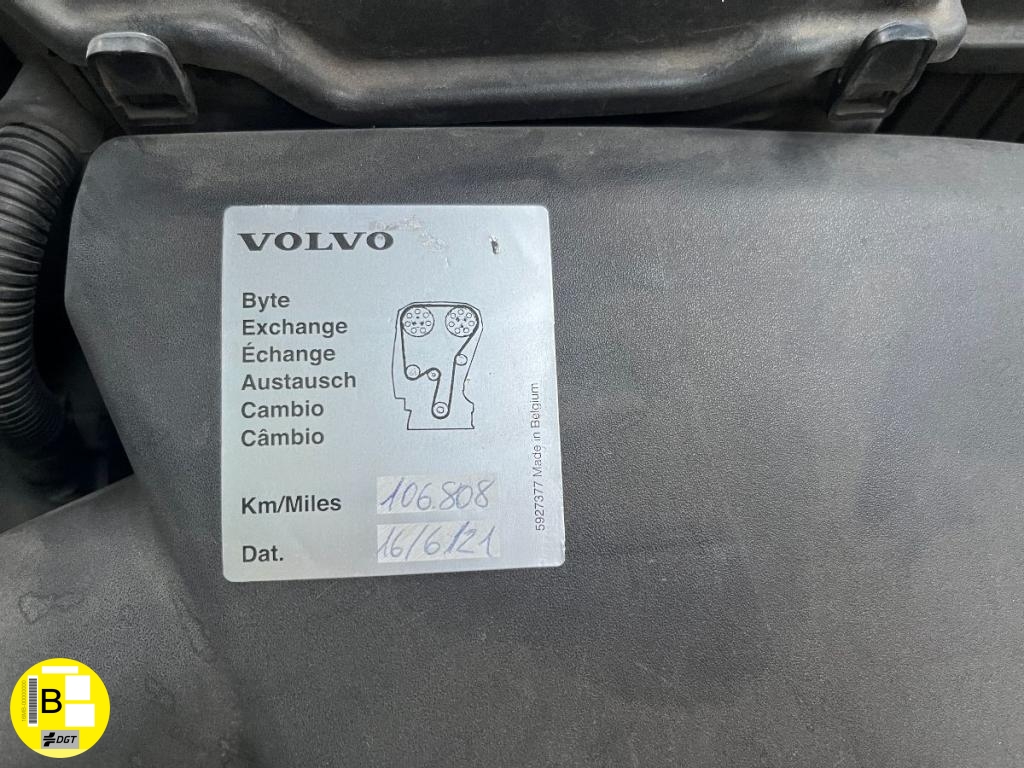 VOLVO
Byte
Exchange
Échange
Austausch
Cambio
Câmbio
Km/Miles 106.808
Dat. 16/6/21
5927377 Made in Belgium
B
DGT